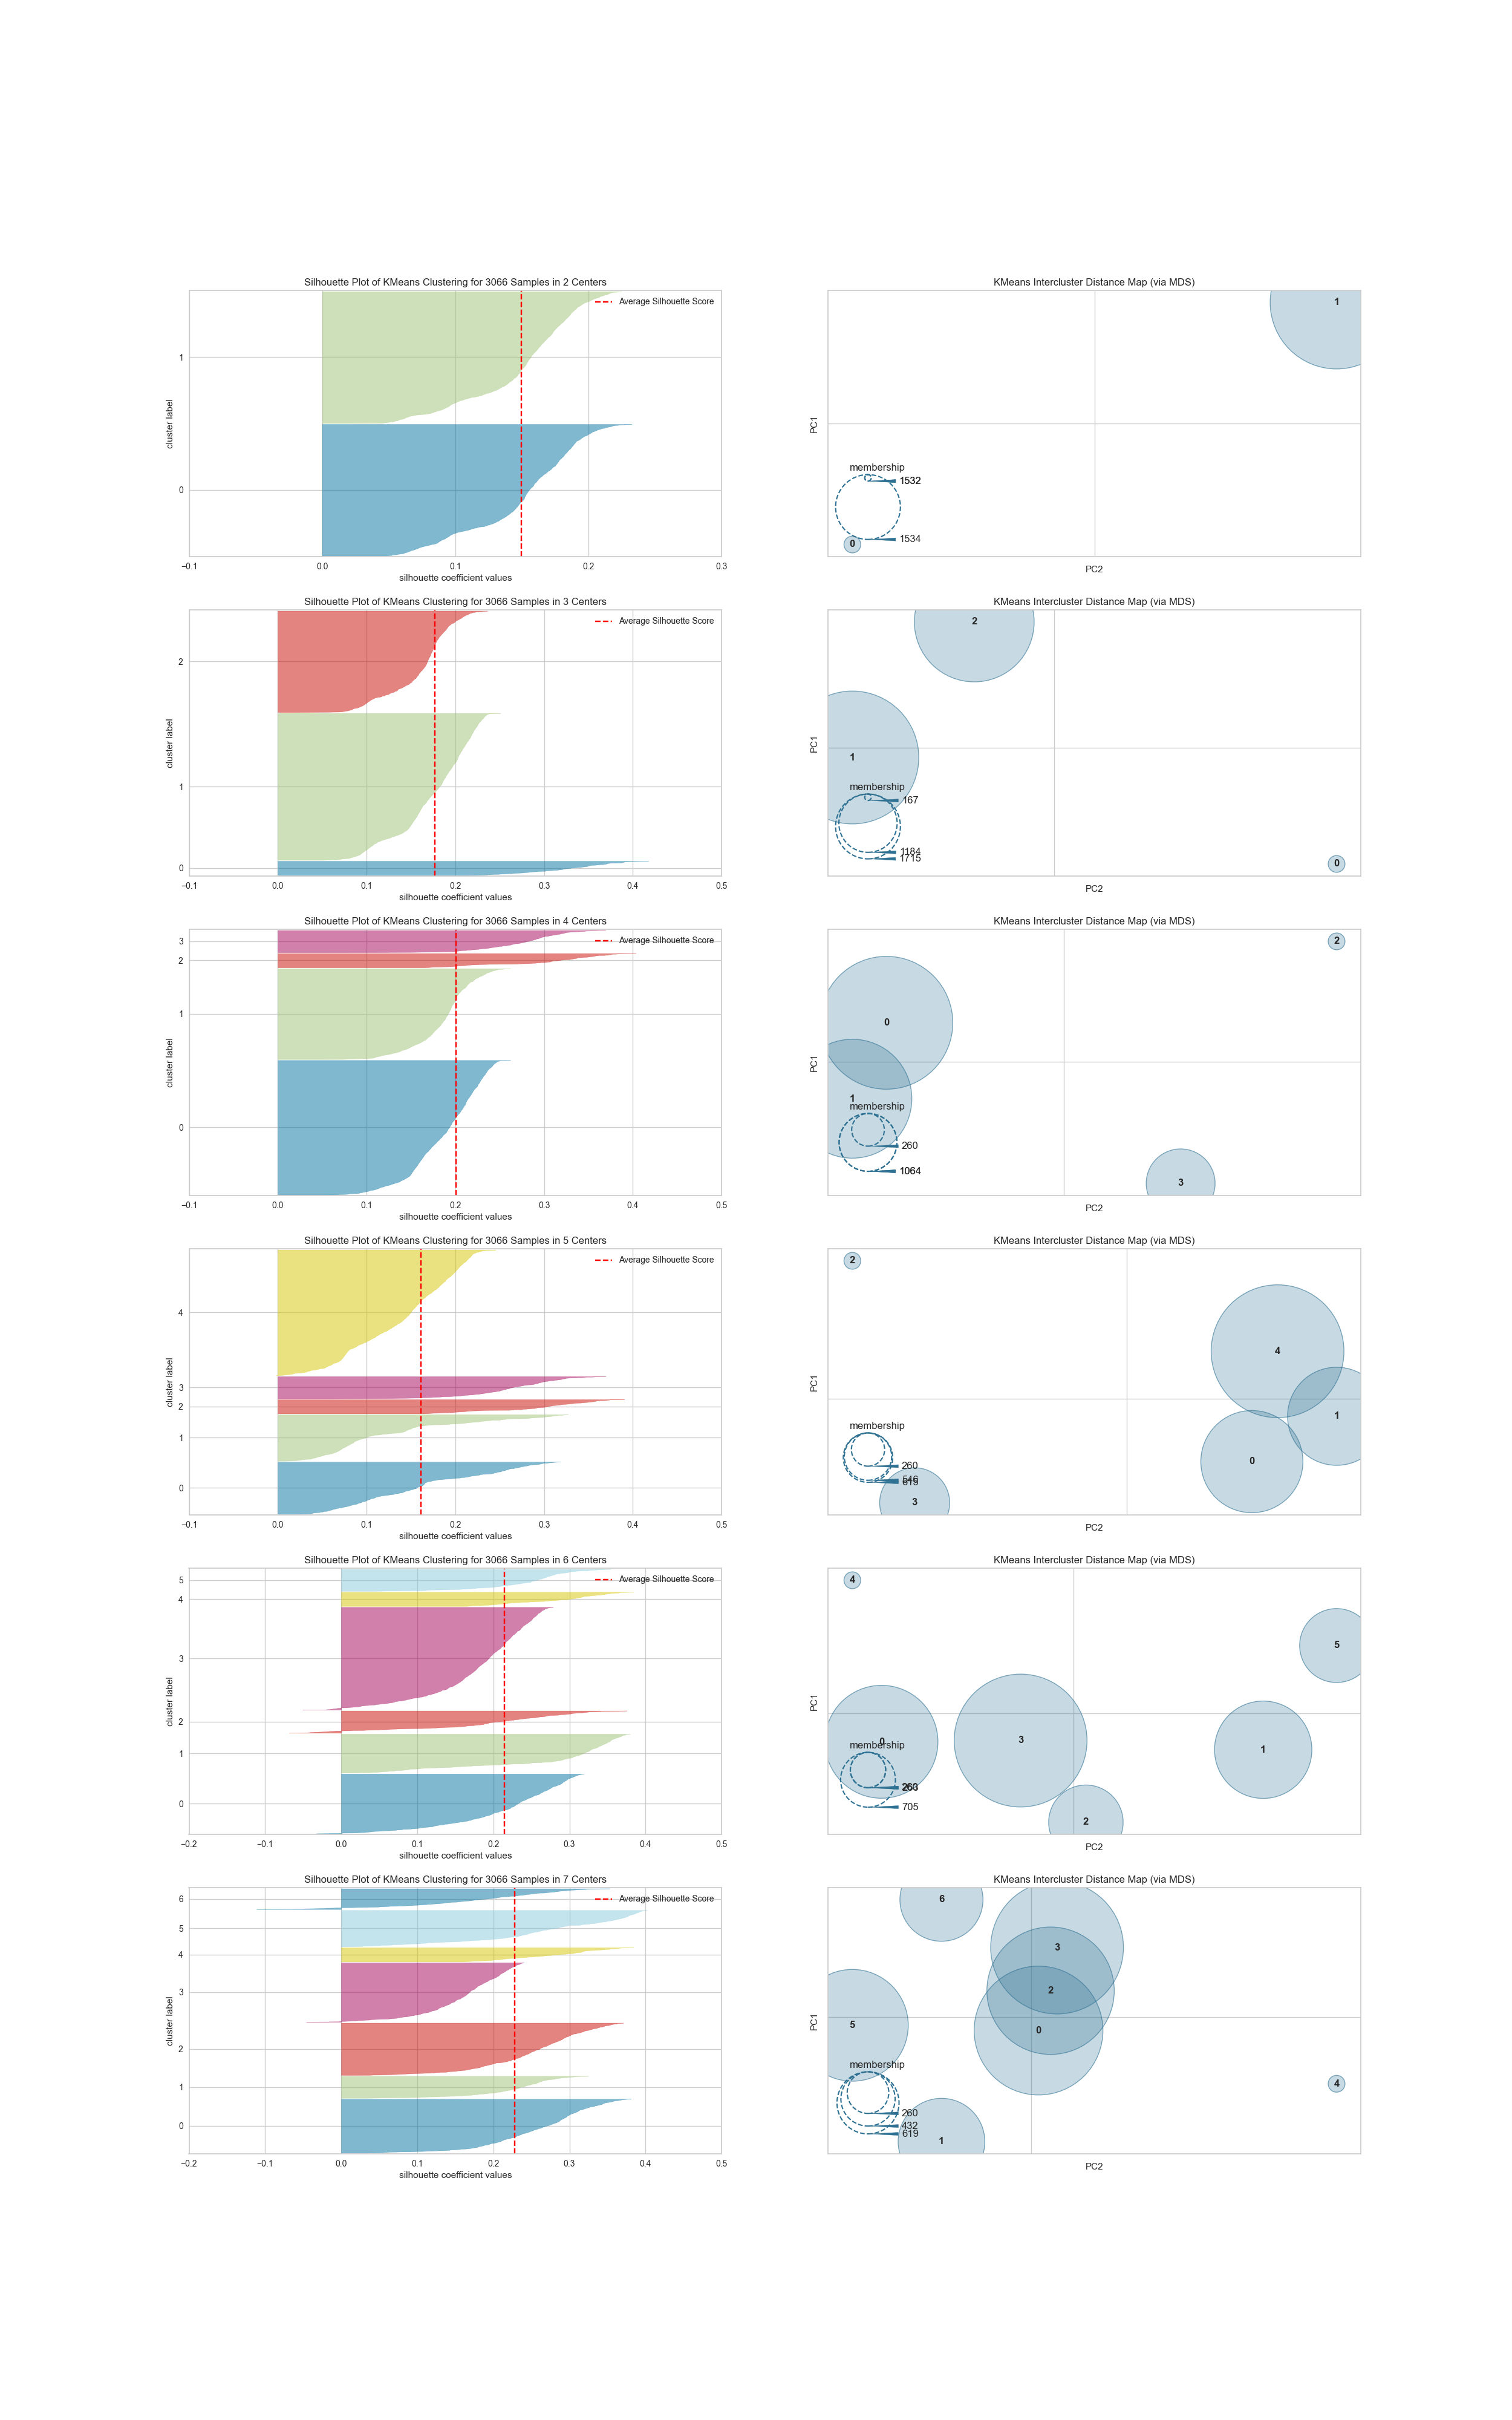 Silhouette Plot of KMeans Clustering for 3066 Samples in 2 Centers
Average Silhouette Score
cluster label
1
0
−0.1 0.0 0.1 0.2 0.3
silhouette coefficient values
KMeans Intercluster Distance Map (via MDS)
1
PC1
membership
1532
1534
0
PC2
Silhouette Plot of KMeans Clustering for 3066 Samples in 3 Centers
Average Silhouette Score
cluster label
2
1
0
−0.1 0.0 0.1 0.2 0.3 0.4 0.5
silhouette coefficient values
KMeans Intercluster Distance Map (via MDS)
2
PC1
1
membership
167
1184
1715
0
PC2
Silhouette Plot of KMeans Clustering for 3066 Samples in 4 Centers
Average Silhouette Score
cluster label
3
2
1
0
−0.1 0.0 0.1 0.2 0.3 0.4 0.5
silhouette coefficient values
KMeans Intercluster Distance Map (via MDS)
2
0
PC1
1
membership
260
1064
3
PC2
Silhouette Plot of KMeans Clustering for 3066 Samples in 5 Centers
Average Silhouette Score
cluster label
4
3
2
1
0
−0.1 0.0 0.1 0.2 0.3 0.4 0.5
silhouette coefficient values
KMeans Intercluster Distance Map (via MDS)
2
4
PC1
1
membership
0
260
3
PC2
Silhouette Plot of KMeans Clustering for 3066 Samples in 6 Centers
Average Silhouette Score
cluster label
5
4
3
2
1
0
−0.2 −0.1 0.0 0.1 0.2 0.3 0.4 0.5
silhouette coefficient values
KMeans Intercluster Distance Map (via MDS)
4
5
PC1
3
0
membership
1
705
2
PC2
Silhouette Plot of KMeans Clustering for 3066 Samples in 7 Centers
Average Silhouette Score
cluster label
6
5
4
3
2
1
0
−0.2 −0.1 0.0 0.1 0.2 0.3 0.4 0.5
silhouette coefficient values
KMeans Intercluster Distance Map (via MDS)
6
3
2
PC1
5
0
membership
4
260
432
619
1
PC2